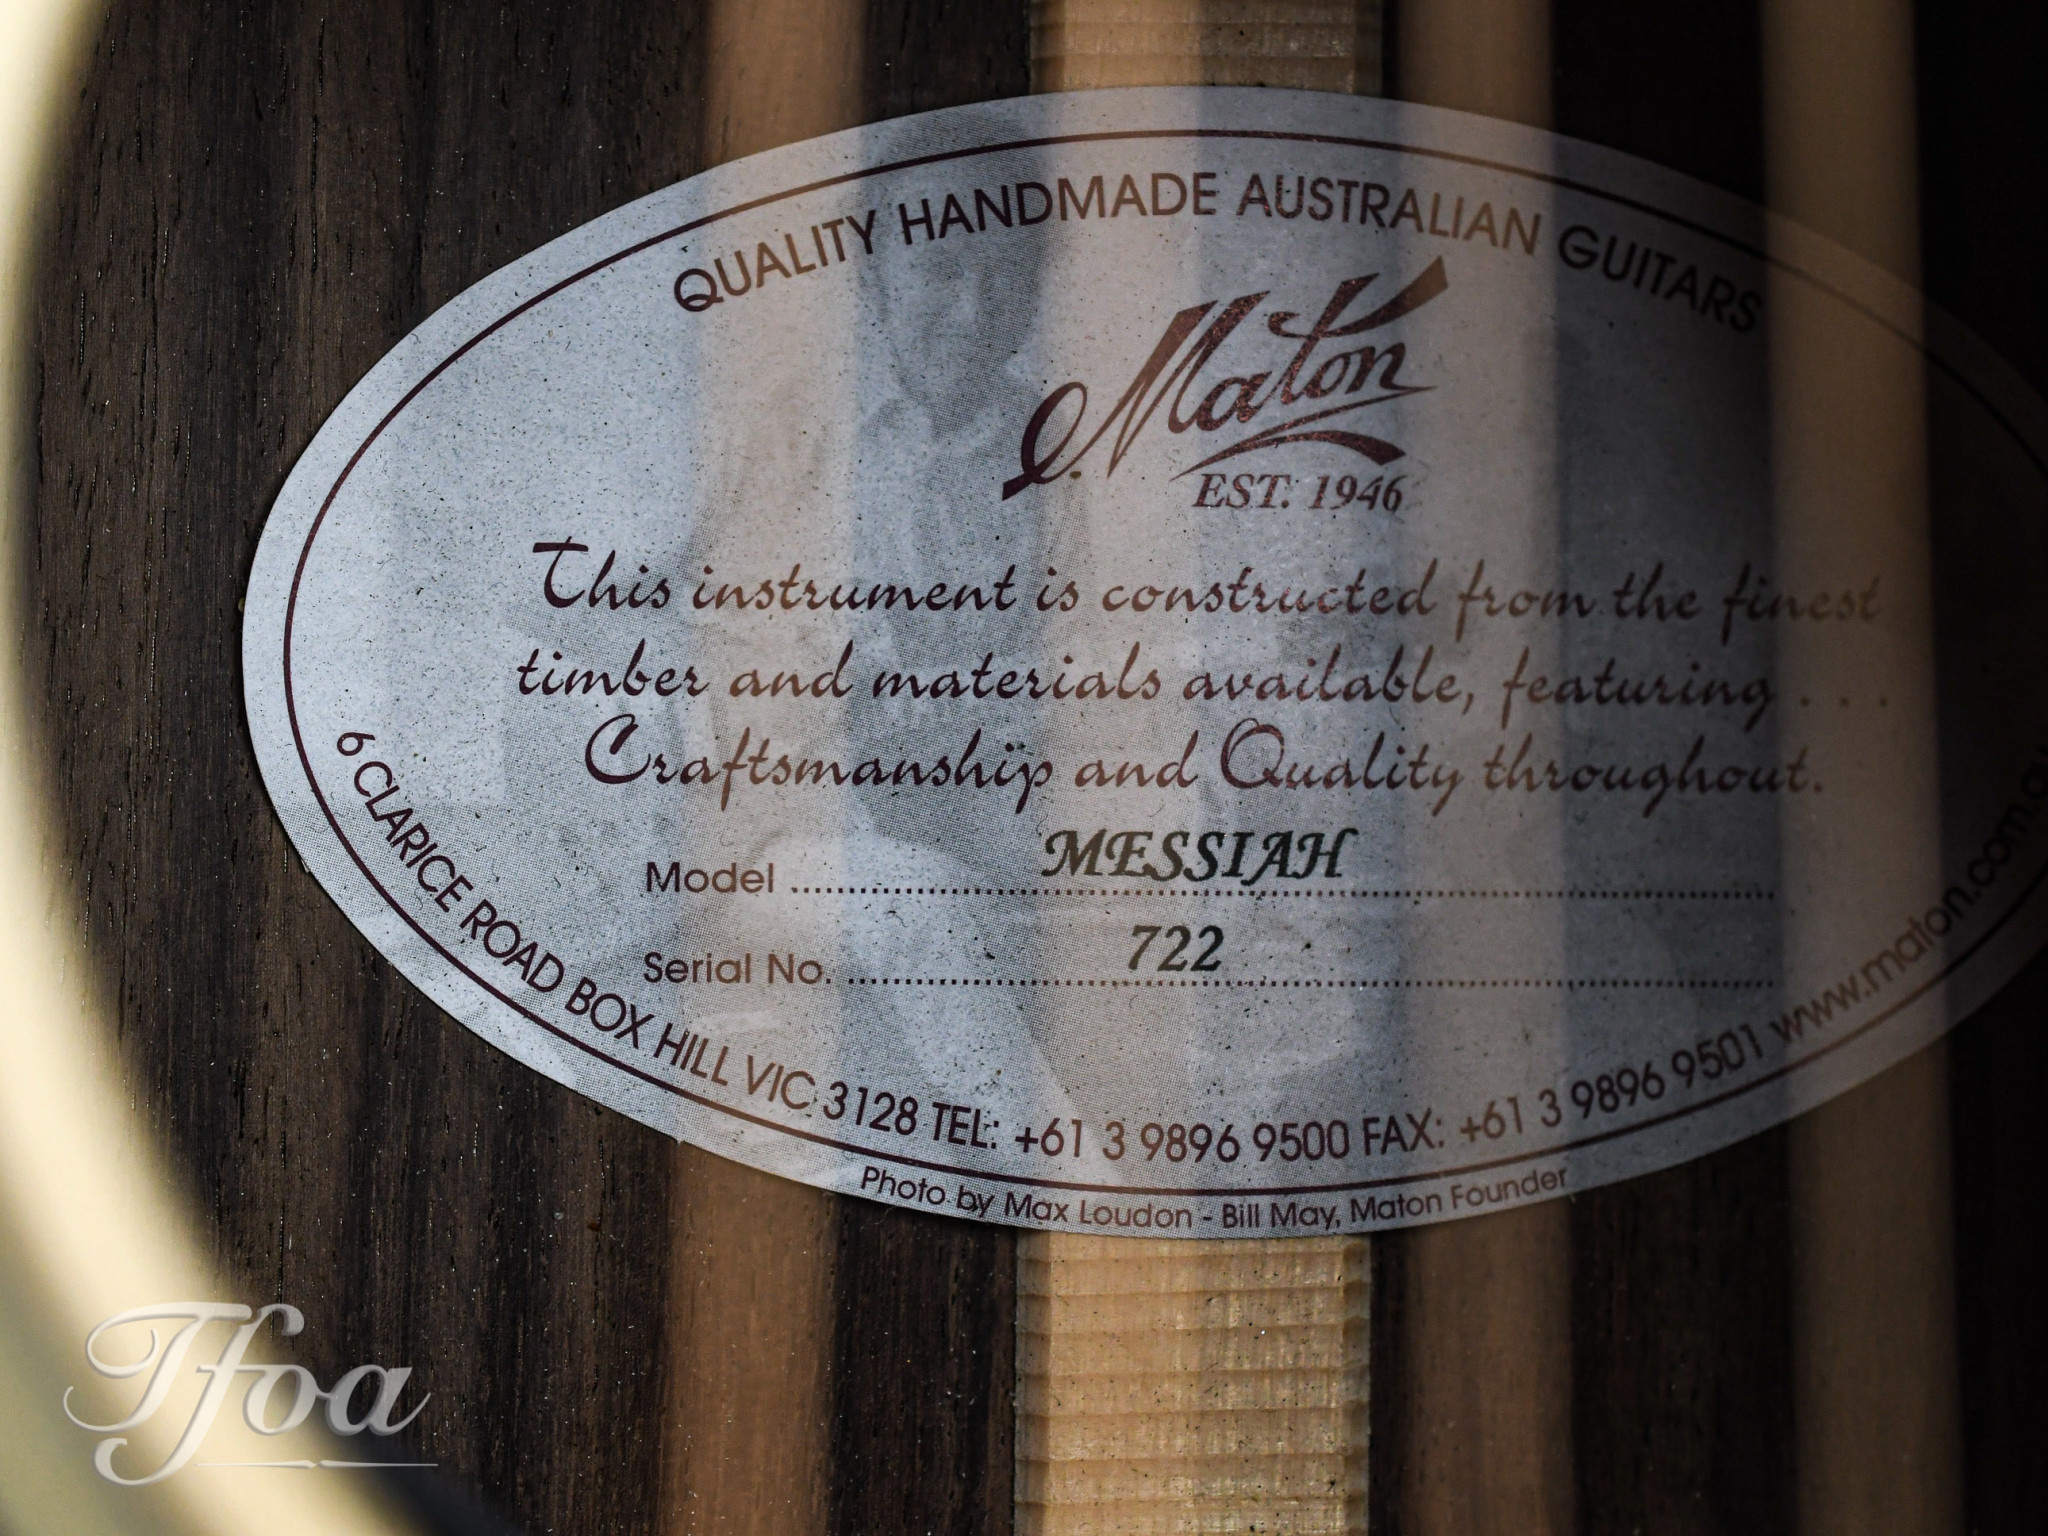 QUALITY HANDMADE AUSTRALIAN GUITARS
Maton
EST. 1946
This instrument is constructed from the finest
timber and materials available, featuring . . .
Craftsmanship and Quality throughout.
Model MESSIAH
Serial No. 722
6 CLARICE ROAD BOX HILL VIC 3128 TEL: +61 3 9896 9500 FAX: +61 3 9896 9501 www.maton.com.au
Photo by Max Loudon - Bill May, Maton Founder
Tfoa